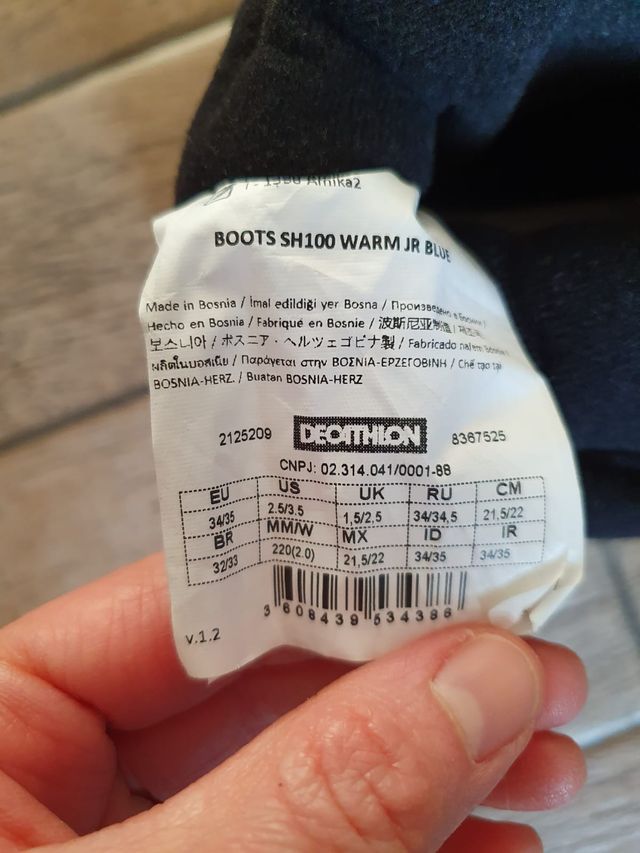 Arnika2
BOOTS SH100 WARM JR BLUE
Made in Bosnia / İmal edildiği yer Bosna / Произведено в Боснии /
Hecho en Bosnia / Fabriqué en Bosnie / 波斯尼亚制造 /
보스니아 / ボスニア・ヘルツェゴビナ製 / Fabricado na/em Bósnia
ผลิตในบอสเนีย / Παράγεται στην ΒΟΣΝΙΑ-ΕΡΖΕΓΟΒΙΝΗ / Chế tạo tại
BOSNIA-HERZ. / Buatan BOSNIA-HERZ
2125209 DECATHLON 8367525
CNPJ: 02.314.041/0001-88
EU US UK RU CM
34/35 2.5/3.5 1,5/2,5 34/34,5 21,5/22
BR MM/W MX ID IR
32/33 220(2.0) 21,5/22 34/35 34/35
3 608439 534386
v.1.2